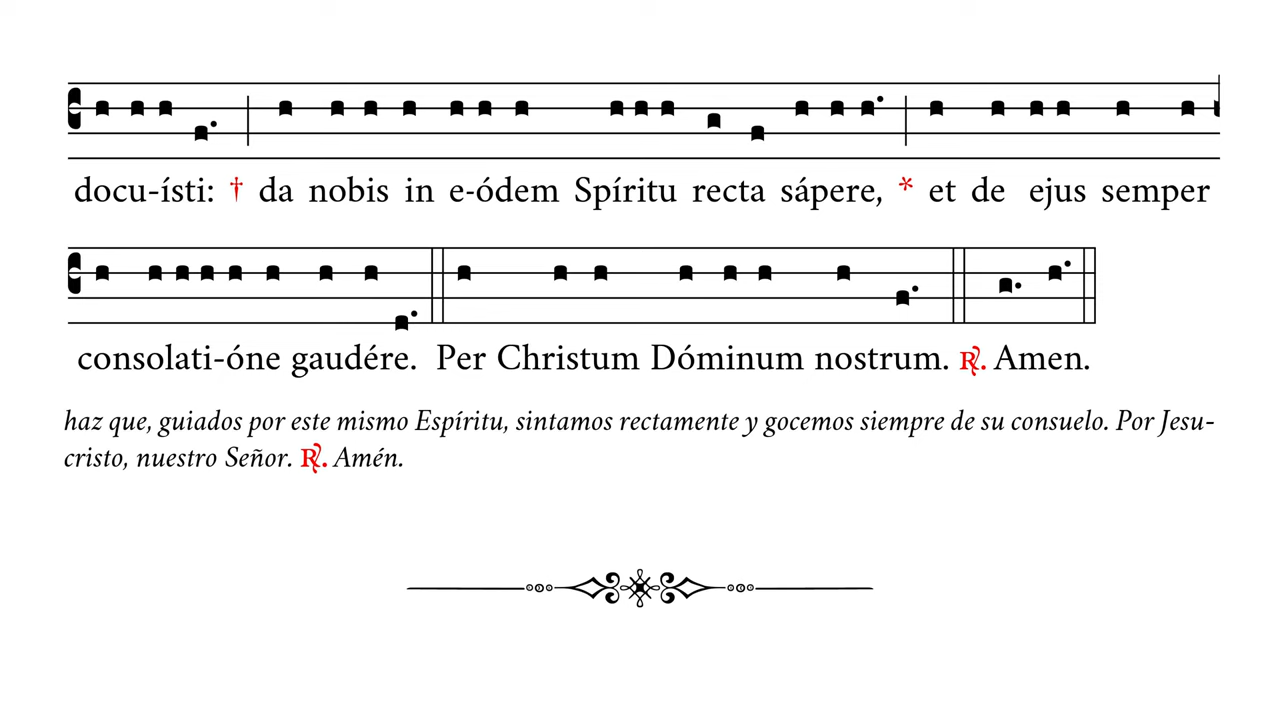 docu-ísti: † da nobis in e-ódem Spíritu recta sápere, * et de ejus semper
consolati-óne gaudére. Per Christum Dóminum nostrum. ℟. Amen.
haz que, guiados por este mismo Espíritu, sintamos rectamente y gocemos siempre de su consuelo. Por Jesu-
cristo, nuestro Señor. ℟. Amén.